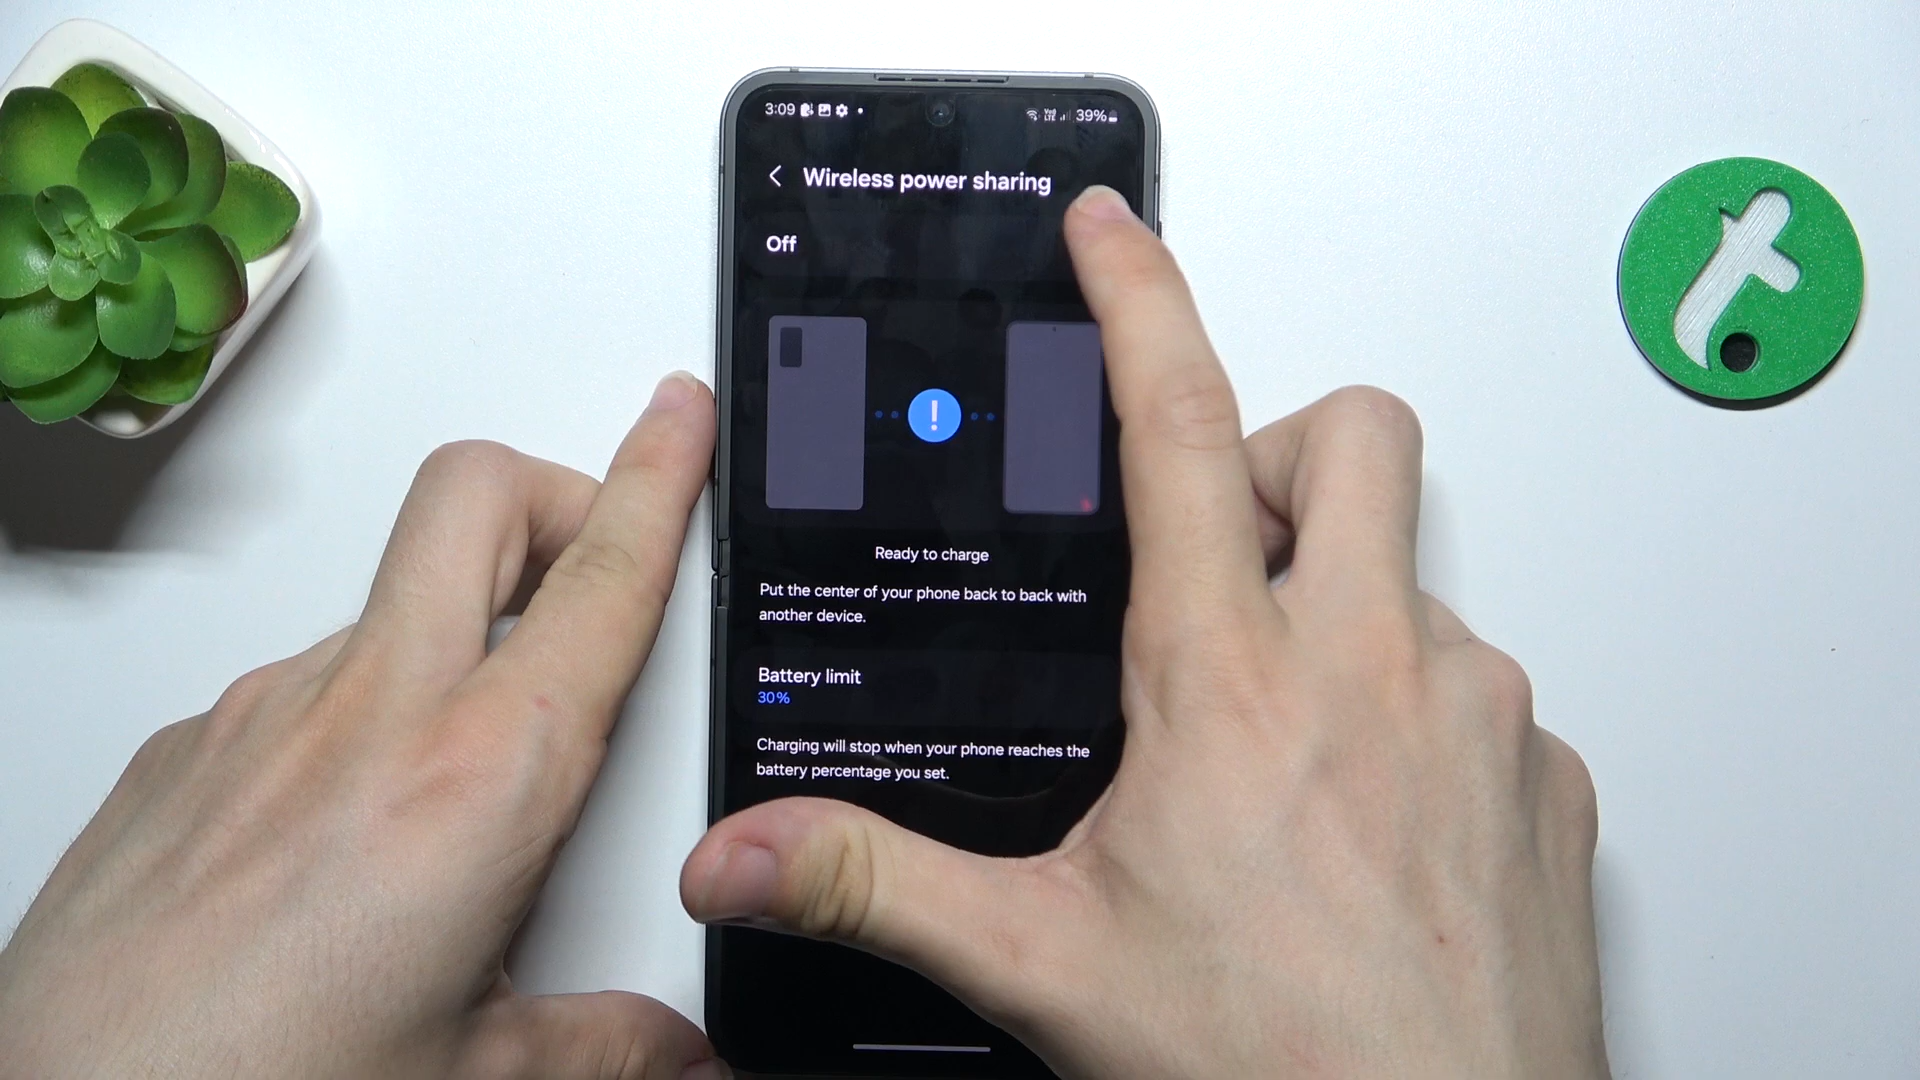 3:09 39%
Wireless power sharing
Off
Ready to charge
Put the center of your phone back to back with
another device.
Battery limit
30%
Charging will stop when your phone reaches the
battery percentage you set.